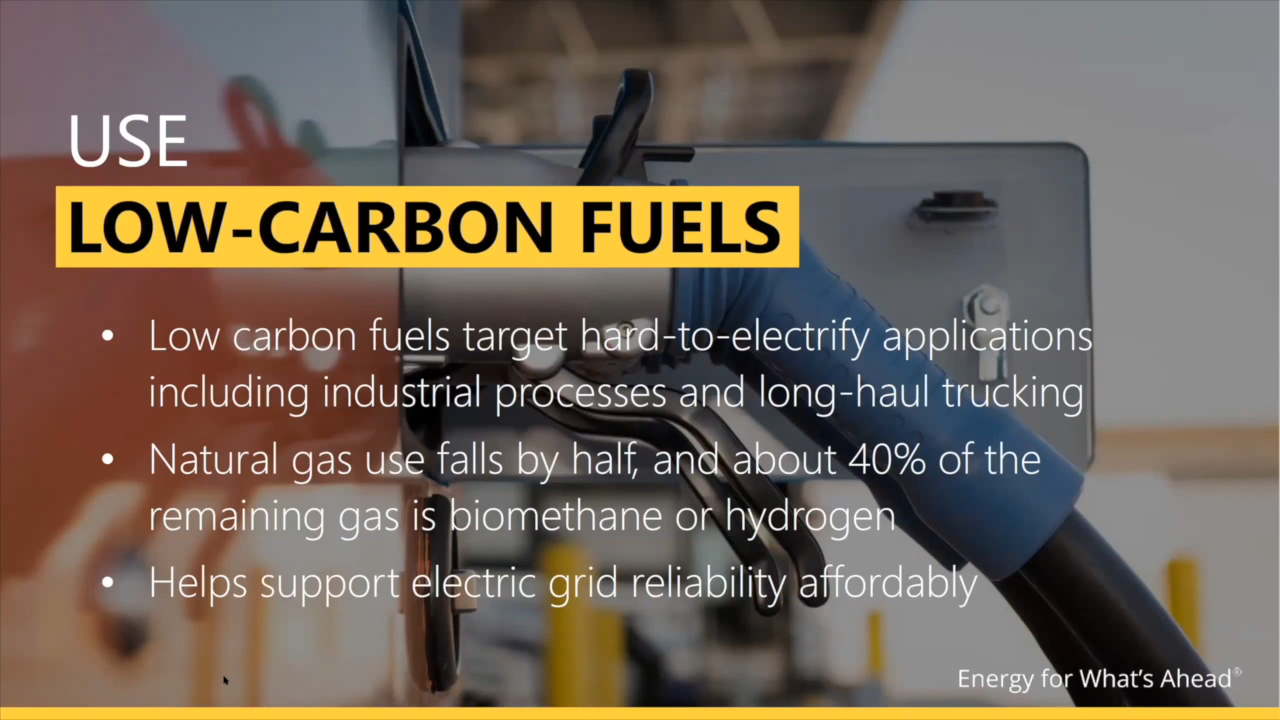 USE
LOW-CARBON FUELS
• Low carbon fuels target hard-to-electrify applications
including industrial processes and long-haul trucking
• Natural gas use falls by half, and about 40% of the
remaining gas is biomethane or hydrogen
• Helps support electric grid reliability affordably
Energy for What's Ahead®